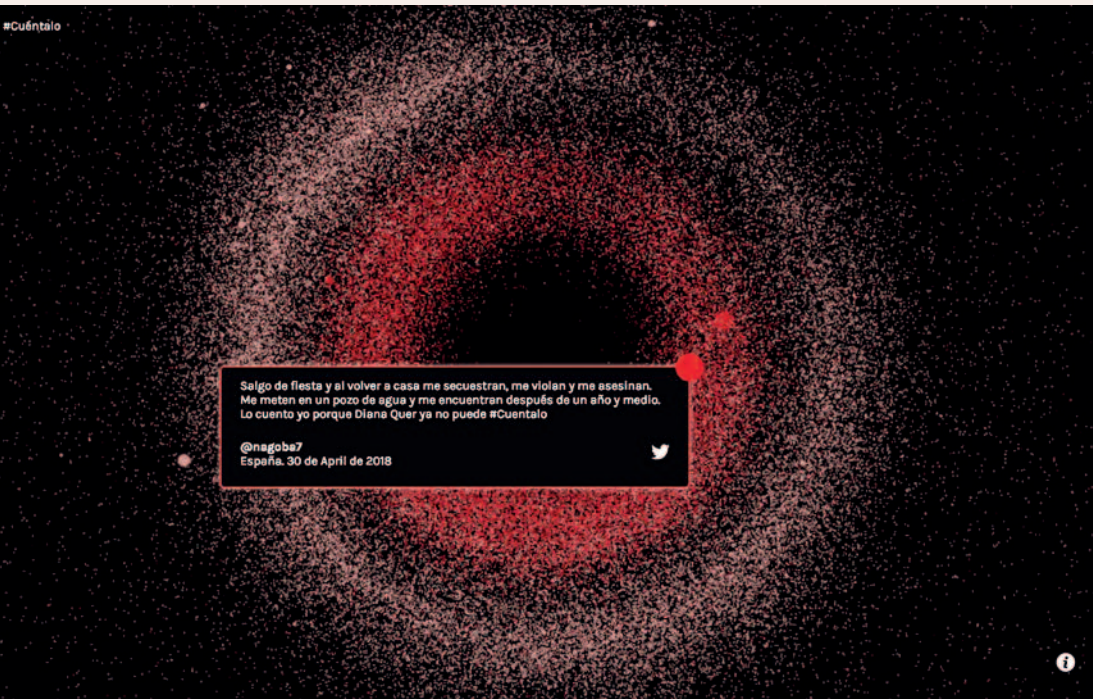 #Cuéntalo
Salgo de fiesta y al volver a casa me secuestran, me violan y me asesinan.
Me meten en un pozo de agua y me encuentran después de un año y medio.
Lo cuento yo porque Diana Quer ya no puede #Cuentalo
@nagoba7
España. 30 de April de 2018
i